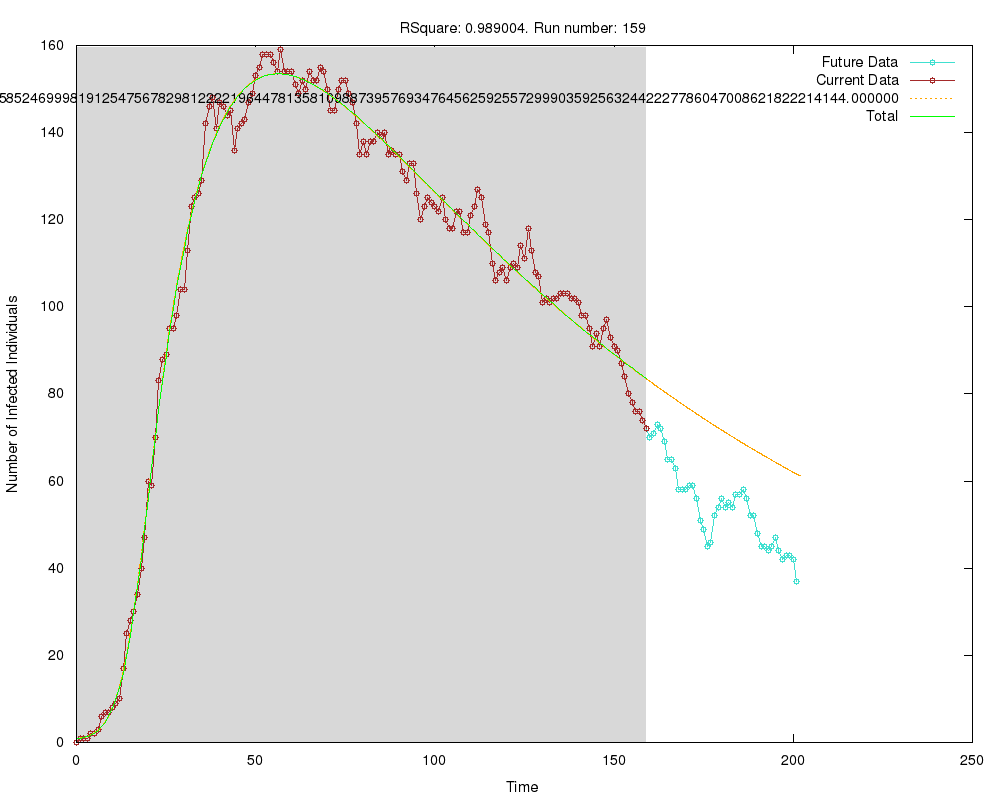 RSquare: 0.989004. Run number: 159
160
140
120
100
80
60
40
20
0
0
50
100
150
200
250
Number of Infected Individuals
Time
Future Data
Current Data
Total